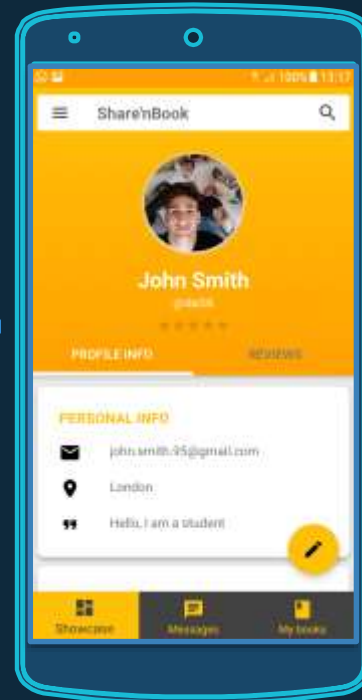 100% 13:17
Share'nBook
John Smith
PROFILE INFO REVIEWS
PERSONAL INFO
john.smith.95@gmail.com
London
Hello, I am a student
Showcase Messages My books